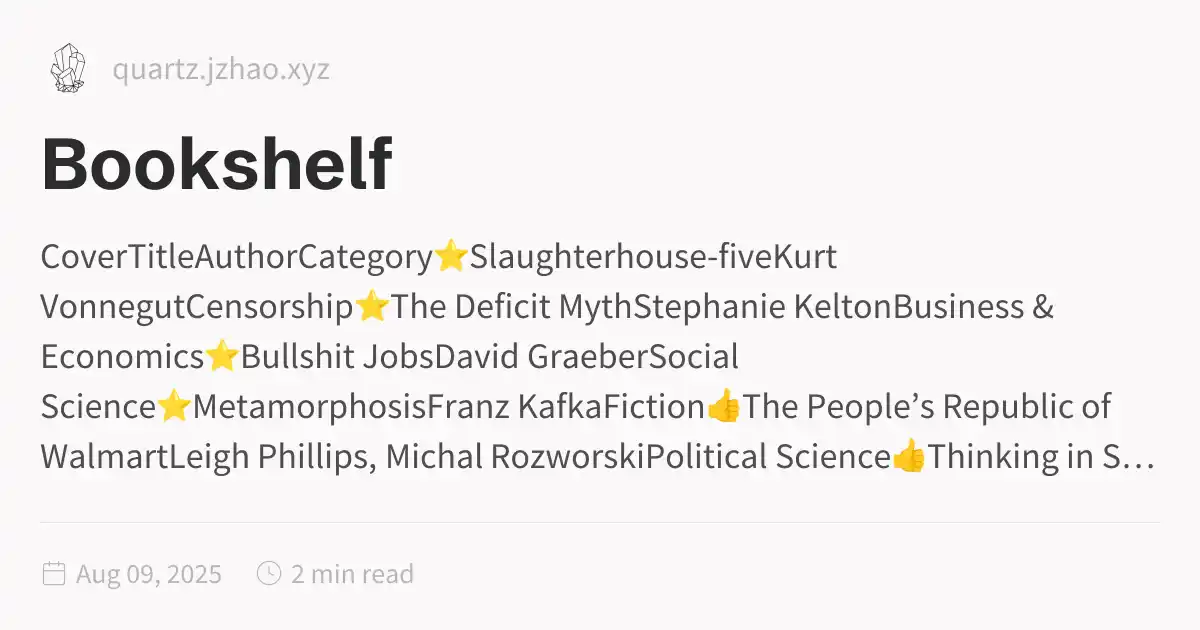 quartz.jzhao.xyz
Bookshelf
CoverTitleAuthorCategory⭐Slaughterhouse-fiveKurt
VonnegutCensorship⭐The Deficit MythStephanie KeltonBusiness &
Economics⭐Bullshit JobsDavid GraeberSocial
Science⭐MetamorphosisFranz KafkaFiction👍The People’s Republic of
WalmartLeigh Phillips, Michal RozworskiPolitical Science👍Thinking in S…
Aug 09, 2025 2 min read